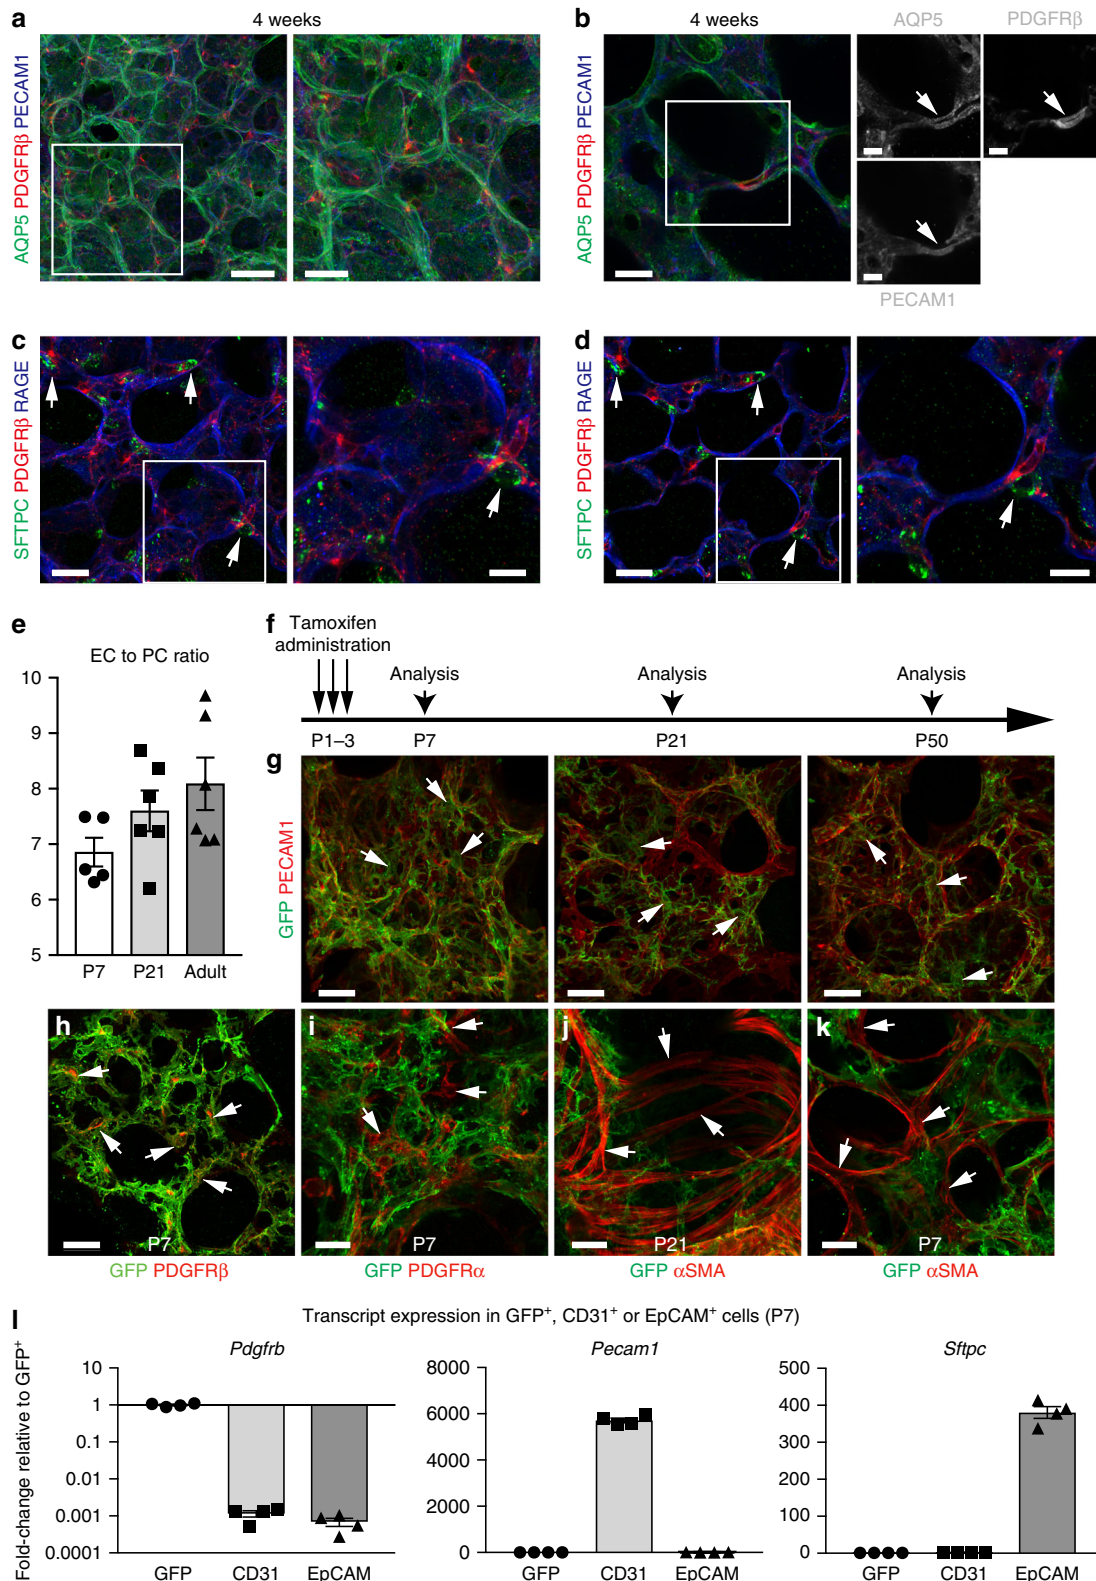 a
4 weeks
AQP5 PDGFRβ PECAM1
b
4 weeks
AQP5 PDGFRβ PECAM1
AQP5
PDGFRβ
PECAM1
c
SFTPC PDGFRβ RAGE
d
SFTPC PDGFRβ RAGE
e
EC to PC ratio
10
9
8
7
6
5
P7
P21
Adult
f
Tamoxifen
administration
Analysis
Analysis
Analysis
P1–3
P7
P21
P50
g
GFP PECAM1
h
P7
GFP PDGFRβ
i
P7
GFP PDGFRα
j
P21
GFP αSMA
k
P7
GFP αSMA
l
Transcript expression in GFP⁺, CD31⁺ or EpCAM⁺ cells (P7)
Fold-change relative to GFP⁺
Pdgfrb
10
1
0.1
0.01
0.001
0.0001
GFP
CD31
EpCAM
Pecam1
8000
6000
4000
2000
0
GFP
CD31
EpCAM
Sftpc
500
400
300
200
100
0
GFP
CD31
EpCAM